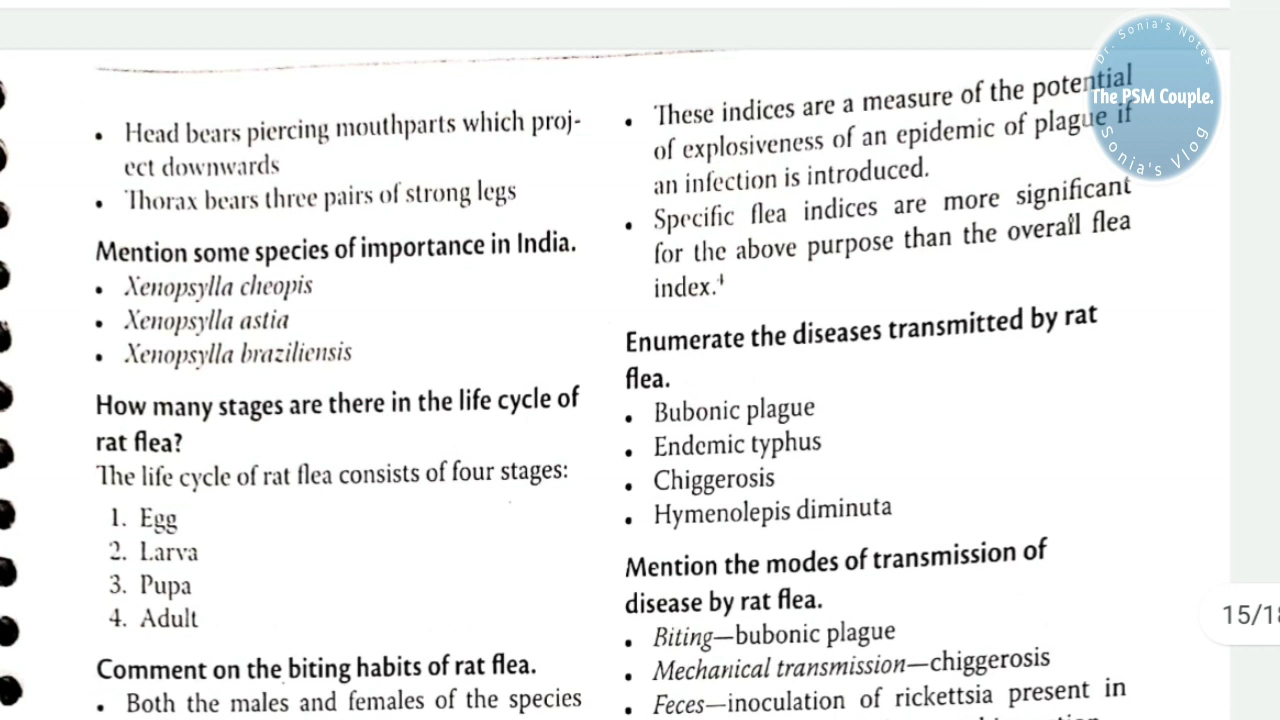 Head bears piercing mouthparts which proj-
ect downwards
• Thorax bears three pairs of strong legs
Mention some species of importance in India.
• Xenopsylla cheopis
• Xenopsylla astia
• Xenopsylla braziliensis
How many stages are there in the life cycle of
rat flea?
The life cycle of rat flea consists of four stages:
1. Egg
2. Larva
3. Pupa
4. Adult
Comment on the biting habits of rat flea.
• Both the males and females of the species
• These indices are a measure of the potential
of explosiveness of an epidemic of plague if
an infection is introduced.
• Specific flea indices are more significant
for the above purpose than the overall flea
index.⁴
Enumerate the diseases transmitted by rat
flea.
• Bubonic plague
• Endemic typhus
• Chiggerosis
• Hymenolepis diminuta
Mention the modes of transmission of
disease by rat flea.
• Biting—bubonic plague
• Mechanical transmission—chiggerosis
• Feces—inoculation of rickettsia present in
Dr. Sonia's Notes
The PSM Couple.
Sonia's Vlog
15/18